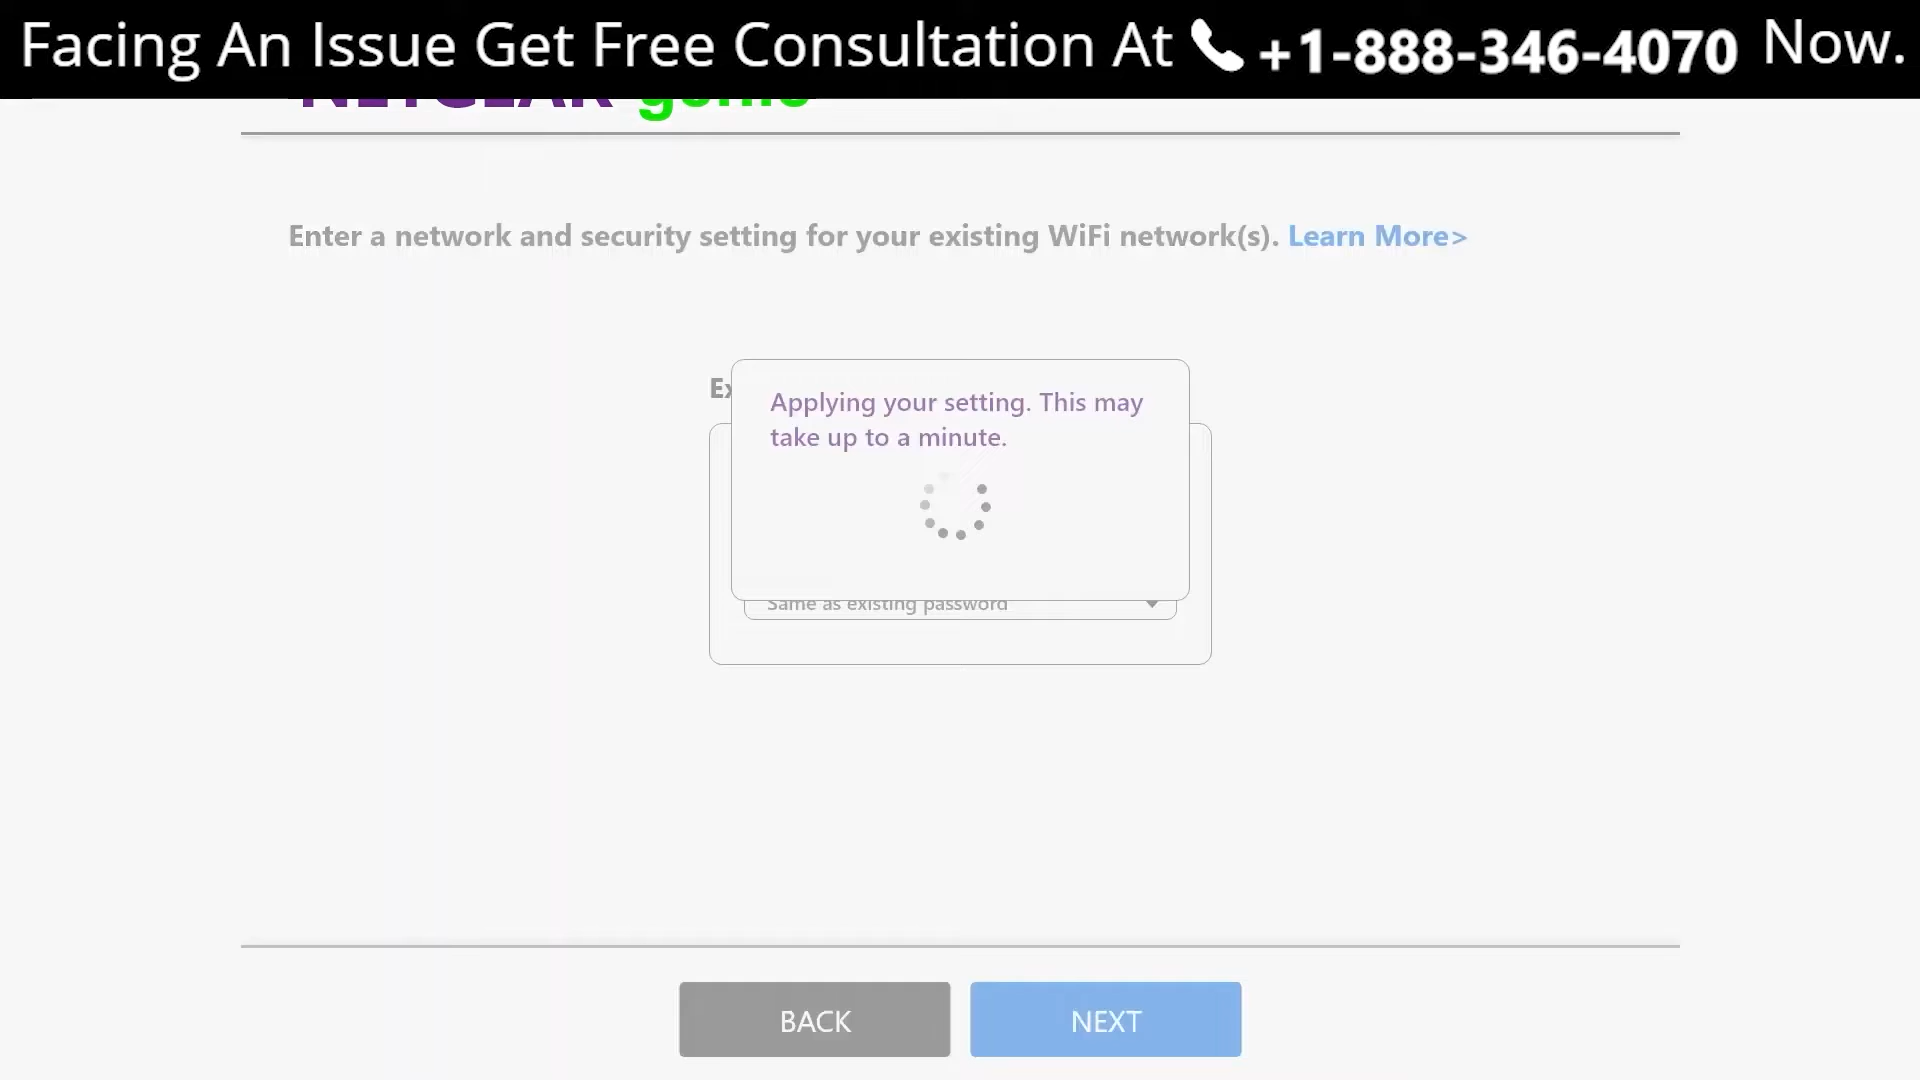 Facing An Issue Get Free Consultation At +1-888-346-4070 Now.
NETGEAR genie
Enter a network and security setting for your existing WiFi network(s). Learn More>
Applying your setting. This may
take up to a minute.
Same as existing password
BACK NEXT